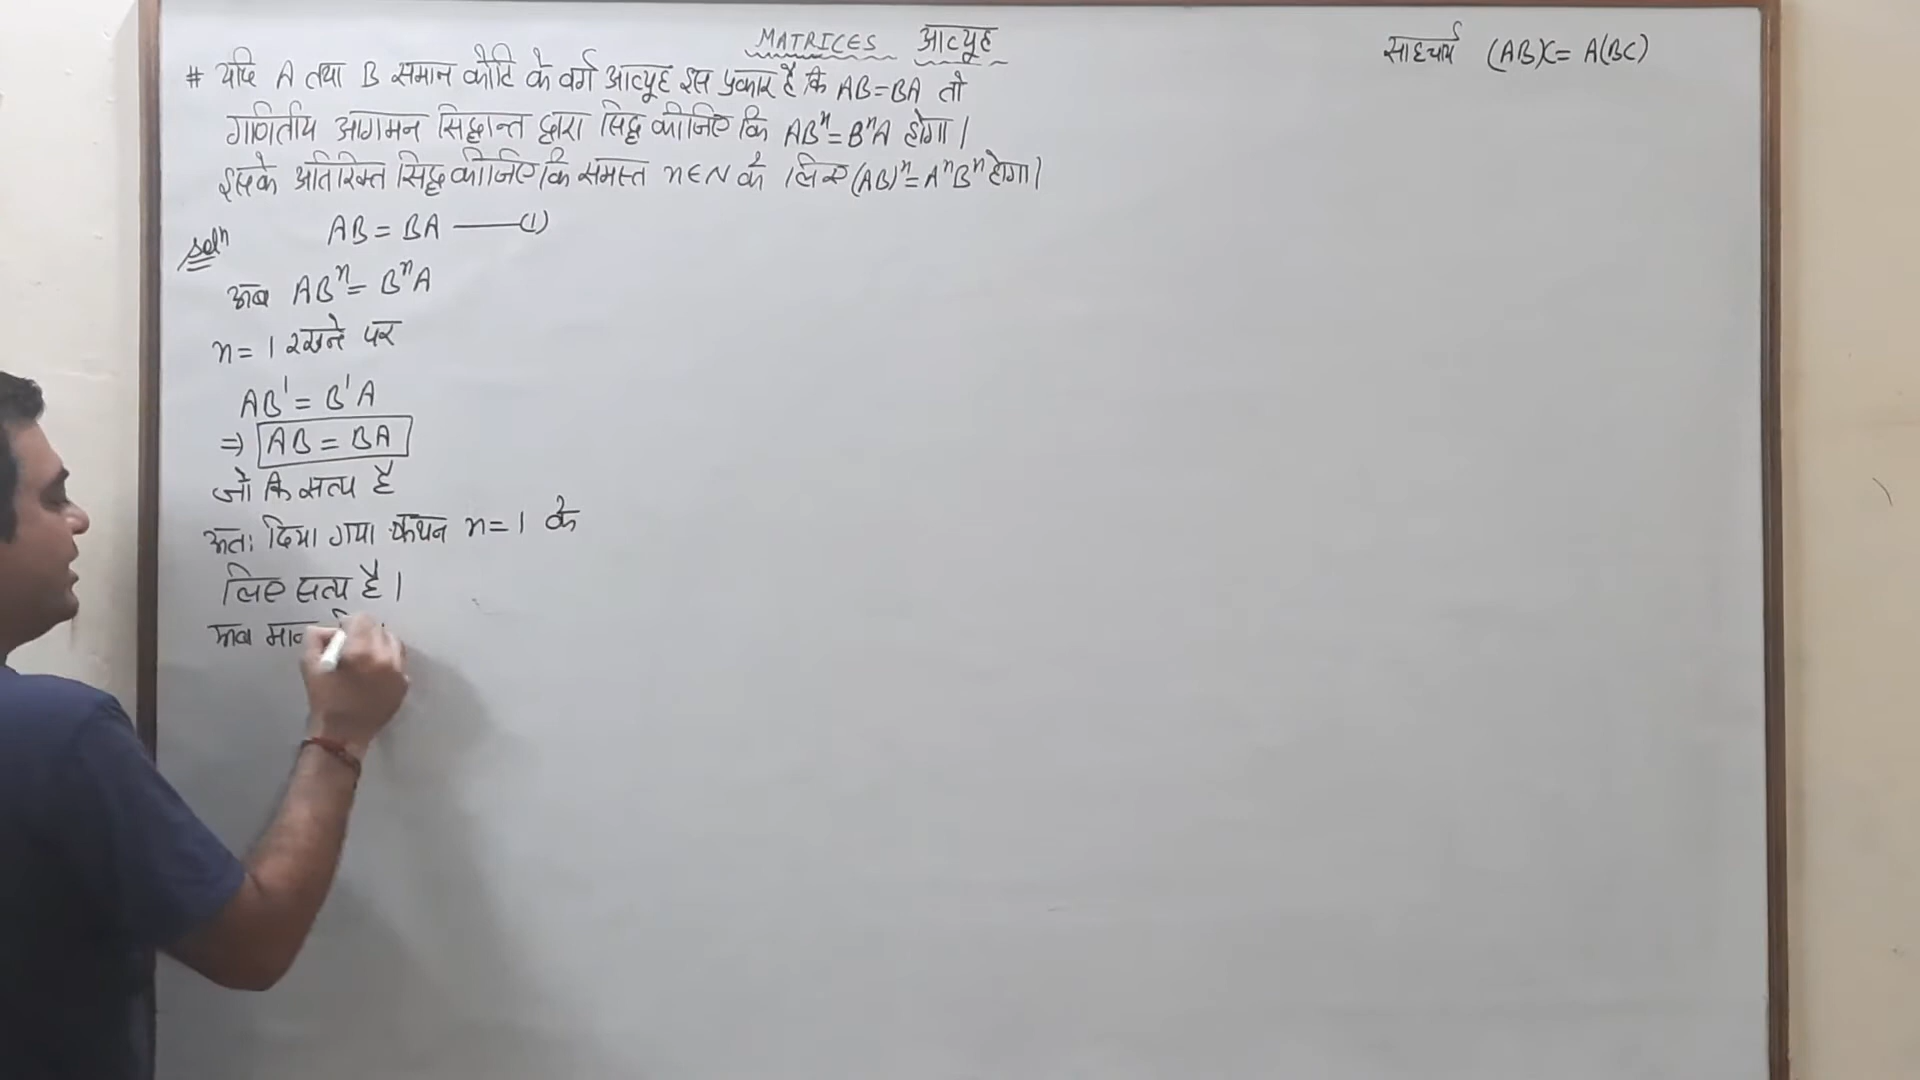 MATRICES आव्यूह
साहचर्य (AB)C = A(BC)
# यदि A तथा B समान कोटि के वर्ग आव्यूह इस प्रकार है कि AB = BA तो
गणितीय आगमन सिद्धान्त द्वारा सिद्ध कीजिए कि ABⁿ = BⁿA होगा।
इसके अतिरिक्त सिद्ध कीजिए कि समस्त n∈N के लिए (AB)ⁿ = AⁿBⁿ होगा।
solⁿ AB = BA ——(1)
अब ABⁿ = BⁿA
n = 1 रखने पर
AB¹ = B¹A
⇒ AB = BA
जो कि सत्य है
अतः दिया गया कथन n = 1 के
लिए सत्य है।
अब